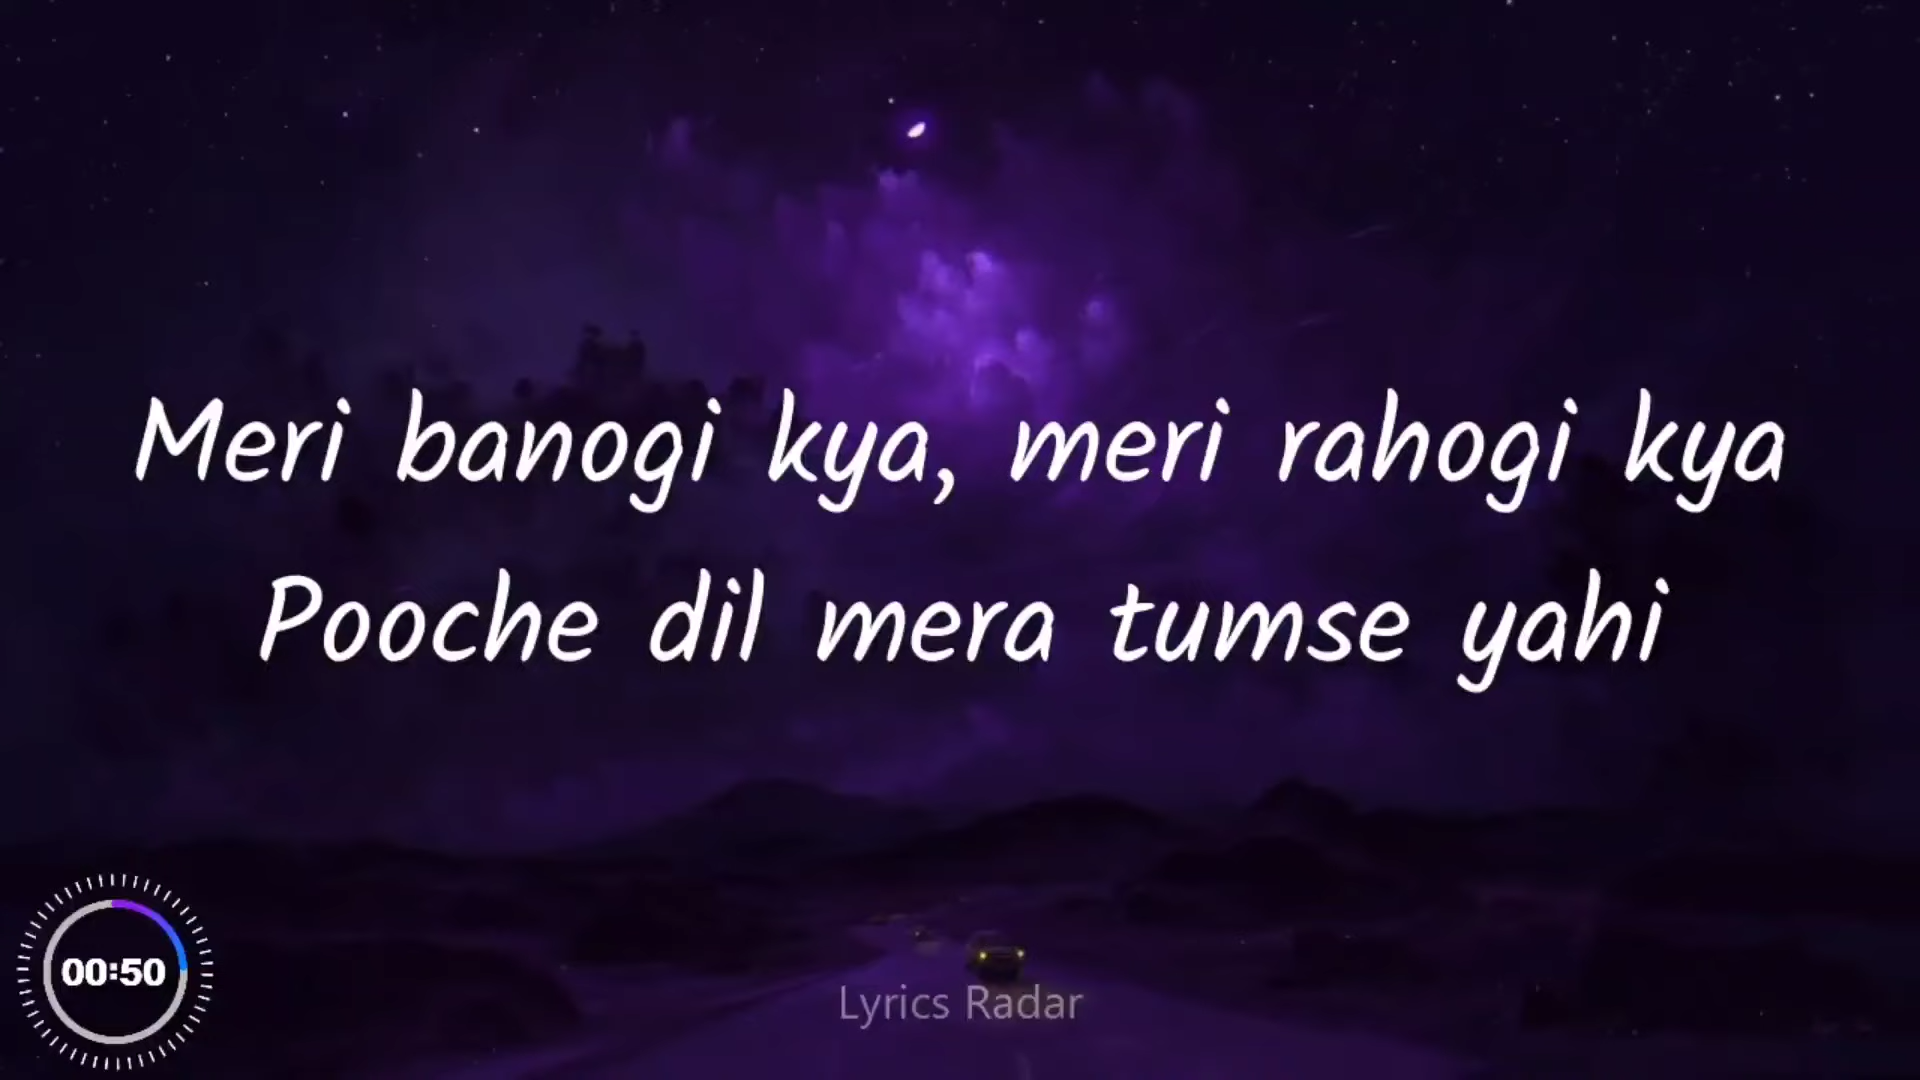 Meri banogi kya, meri rahogi kya
Pooche dil mera tumse yahi
00:50
Lyrics Radar